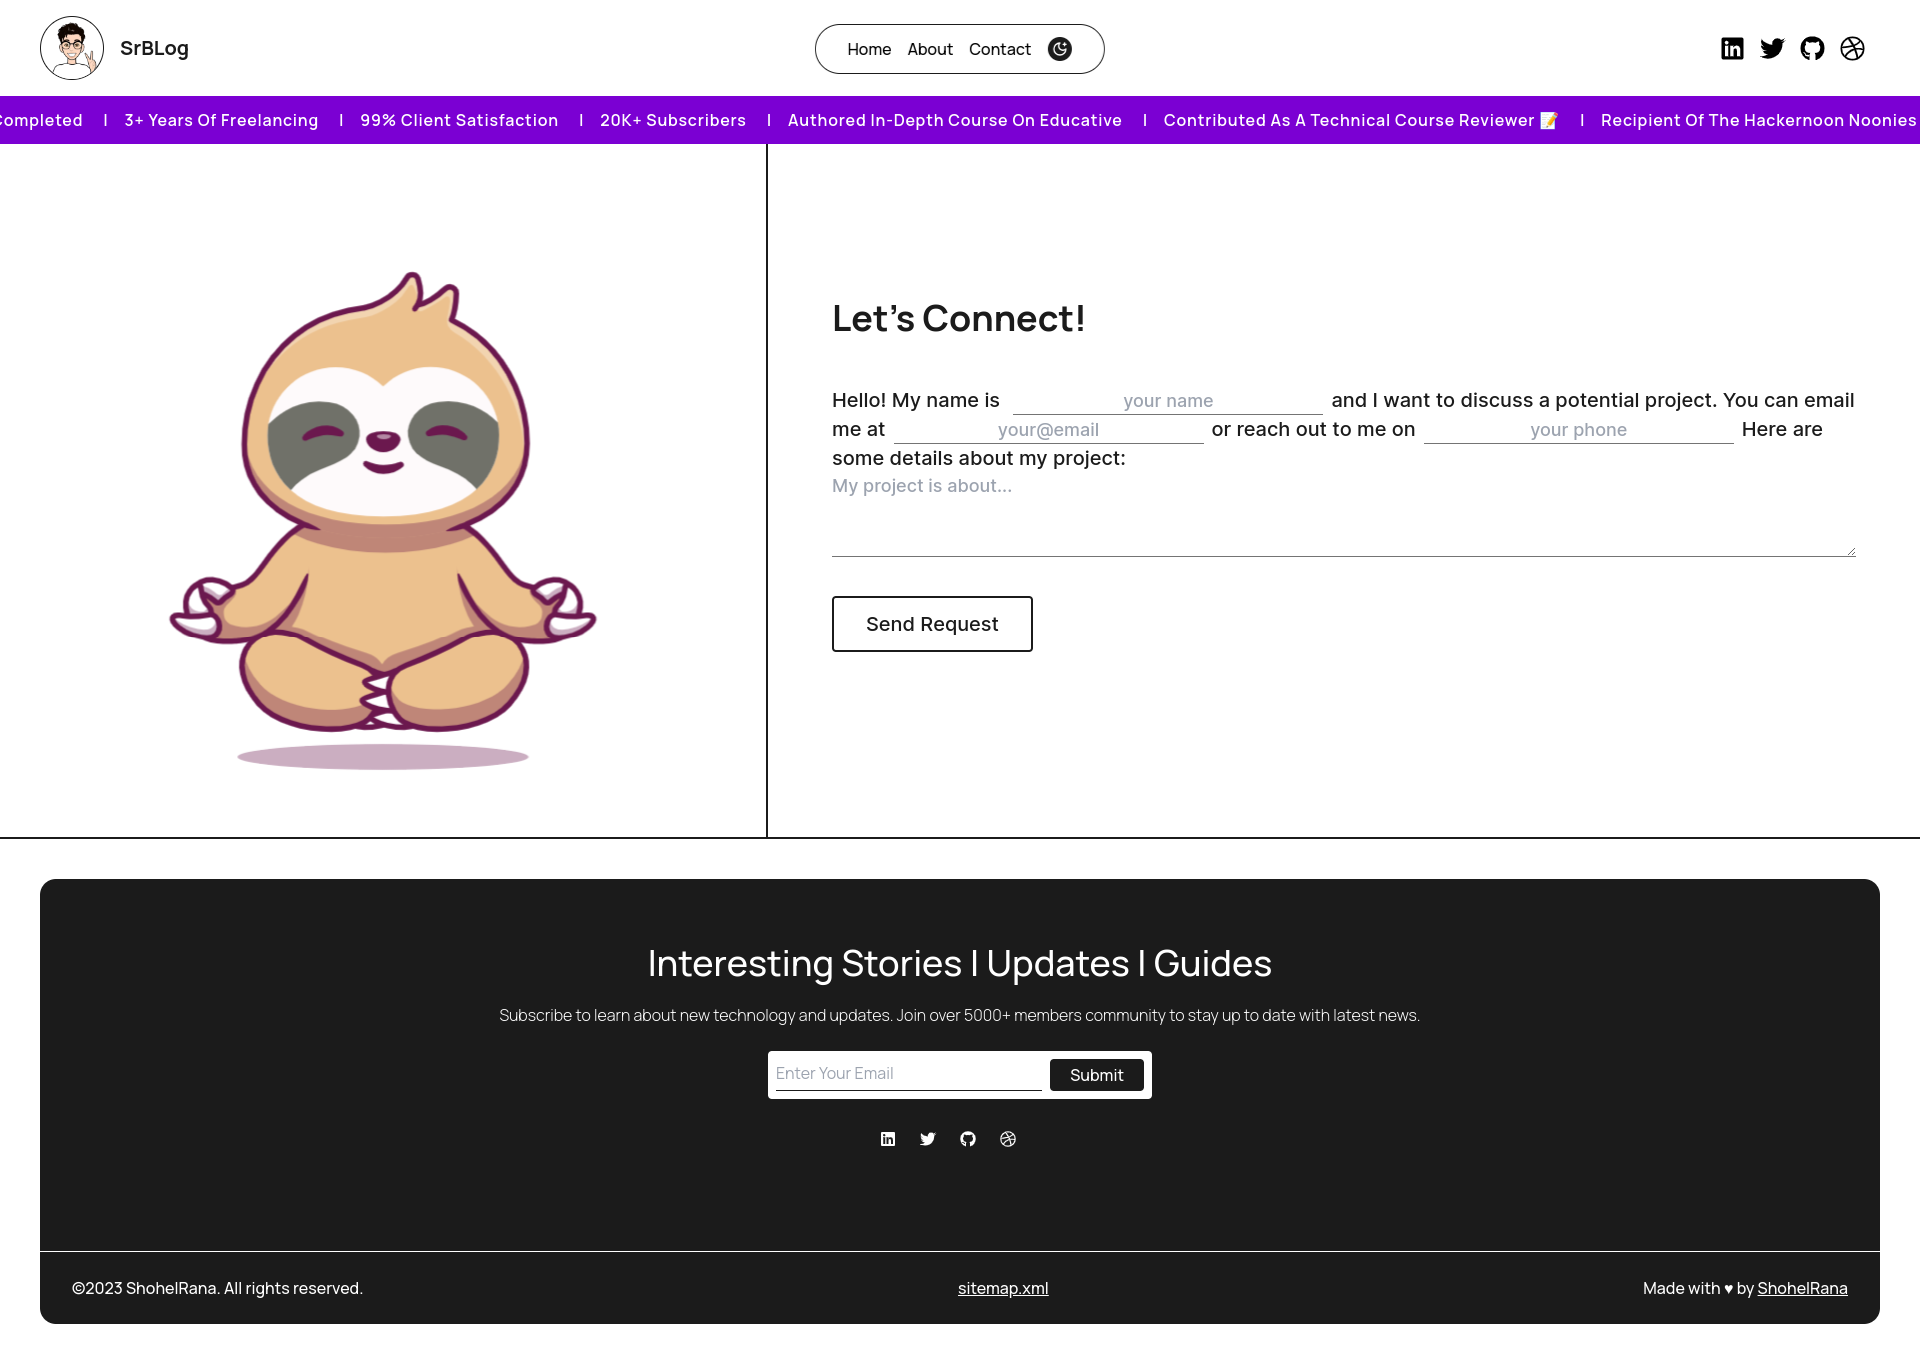 SrBLog
Home About Contact
Completed | 3+ Years Of Freelancing | 99% Client Satisfaction | 20K+ Subscribers | Authored In-Depth Course On Educative | Contributed As A Technical Course Reviewer 📝 | Recipient Of The Hackernoon Noonies
Let's Connect!
Hello! My name is your name and I want to discuss a potential project. You can email
me at your@email or reach out to me on your phone Here are
some details about my project:
My project is about...
Send Request
Interesting Stories | Updates | Guides
Subscribe to learn about new technology and updates. Join over 5000+ members community to stay up to date with latest news.
Enter Your Email Submit
©2023 ShohelRana. All rights reserved. sitemap.xml Made with ♥ by ShohelRana